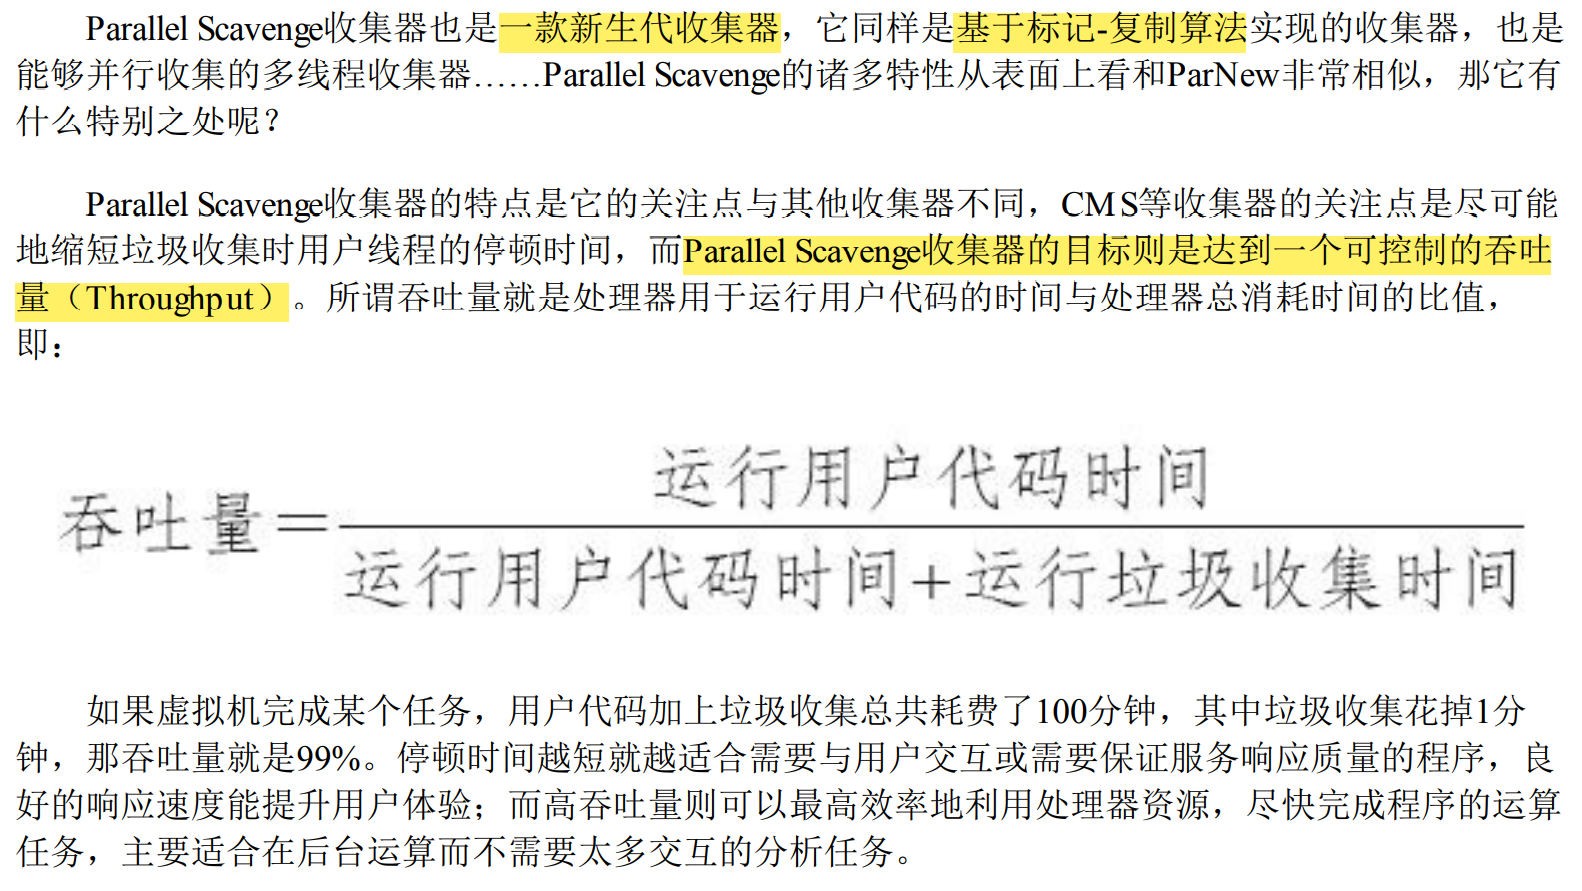 Parallel Scavenge收集器也是一款新生代收集器，它同样是基于标记-复制算法实现的收集器，也是
能够并行收集的多线程收集器……Parallel Scavenge的诸多特性从表面上看和ParNew非常相似，那它有
什么特别之处呢？
Parallel Scavenge收集器的特点是它的关注点与其他收集器不同，CMS等收集器的关注点是尽可能
地缩短垃圾收集时用户线程的停顿时间，而Parallel Scavenge收集器的目标则是达到一个可控制的吞吐
量（Throughput）。所谓吞吐量就是处理器用于运行用户代码的时间与处理器总消耗时间的比值，
即：
运行用户代码时间
吞吐量=
运行用户代码时间+运行垃圾收集时间
如果虚拟机完成某个任务，用户代码加上垃圾收集总共耗费了100分钟，其中垃圾收集花掉1分
钟，那吞吐量就是99%。停顿时间越短就越适合需要与用户交互或需要保证服务响应质量的程序，良
好的响应速度能提升用户体验；而高吞吐量则可以最高效率地利用处理器资源，尽快完成程序的运算
任务，主要适合在后台运算而不需要太多交互的分析任务。